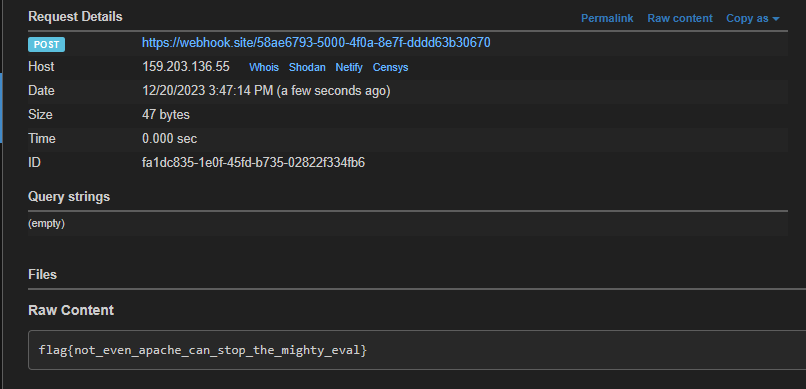 Request Details Permalink Raw content Copy as
POST https://webhook.site/58ae6793-5000-4f0a-8e7f-dddd63b30670
Host 159.203.136.55 Whois Shodan Netify Censys
Date 12/20/2023 3:47:14 PM (a few seconds ago)
Size 47 bytes
Time 0.000 sec
ID fa1dc835-1e0f-45fd-b735-02822f334fb6
Query strings
(empty)
Files
Raw Content
flag{not_even_apache_can_stop_the_mighty_eval}